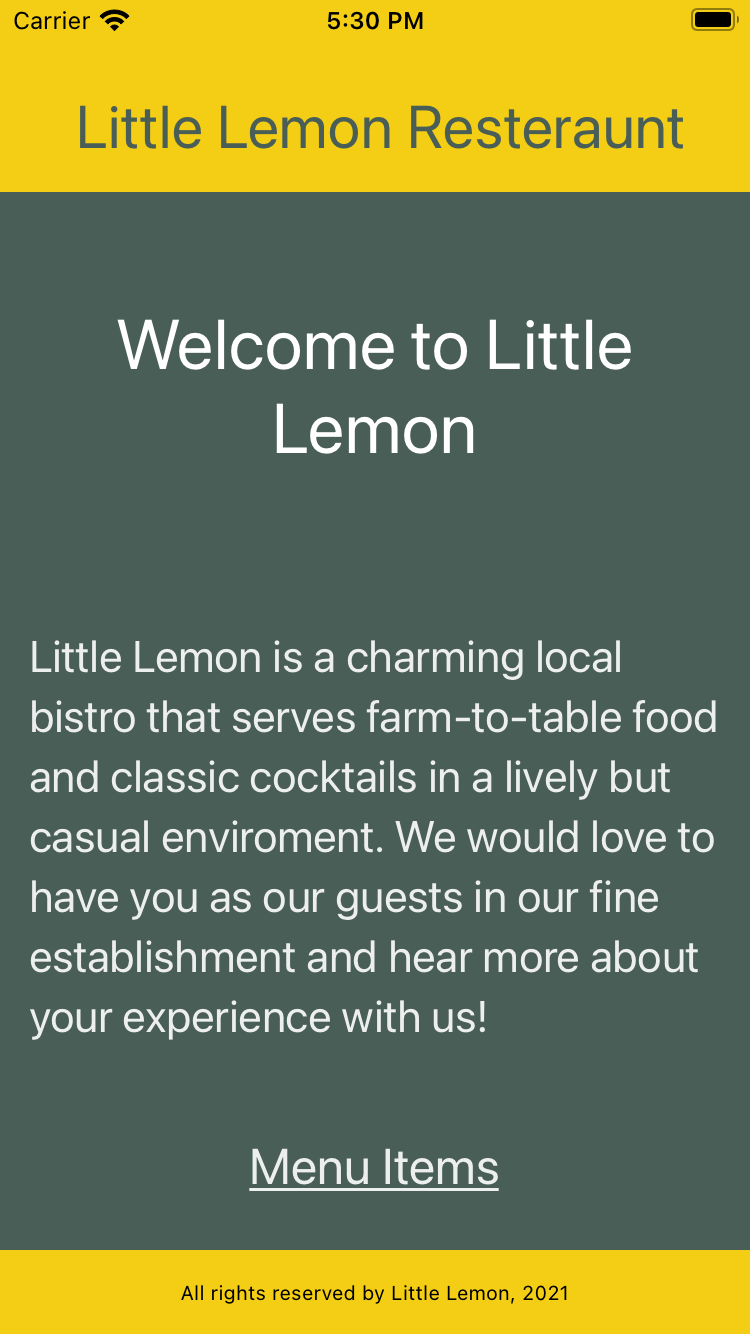 Carrier
5:30 PM
Little Lemon Resteraunt
Welcome to Little
Lemon
Little Lemon is a charming local
bistro that serves farm-to-table food
and classic cocktails in a lively but
casual enviroment. We would love to
have you as our guests in our fine
establishment and hear more about
your experience with us!
Menu Items
All rights reserved by Little Lemon, 2021